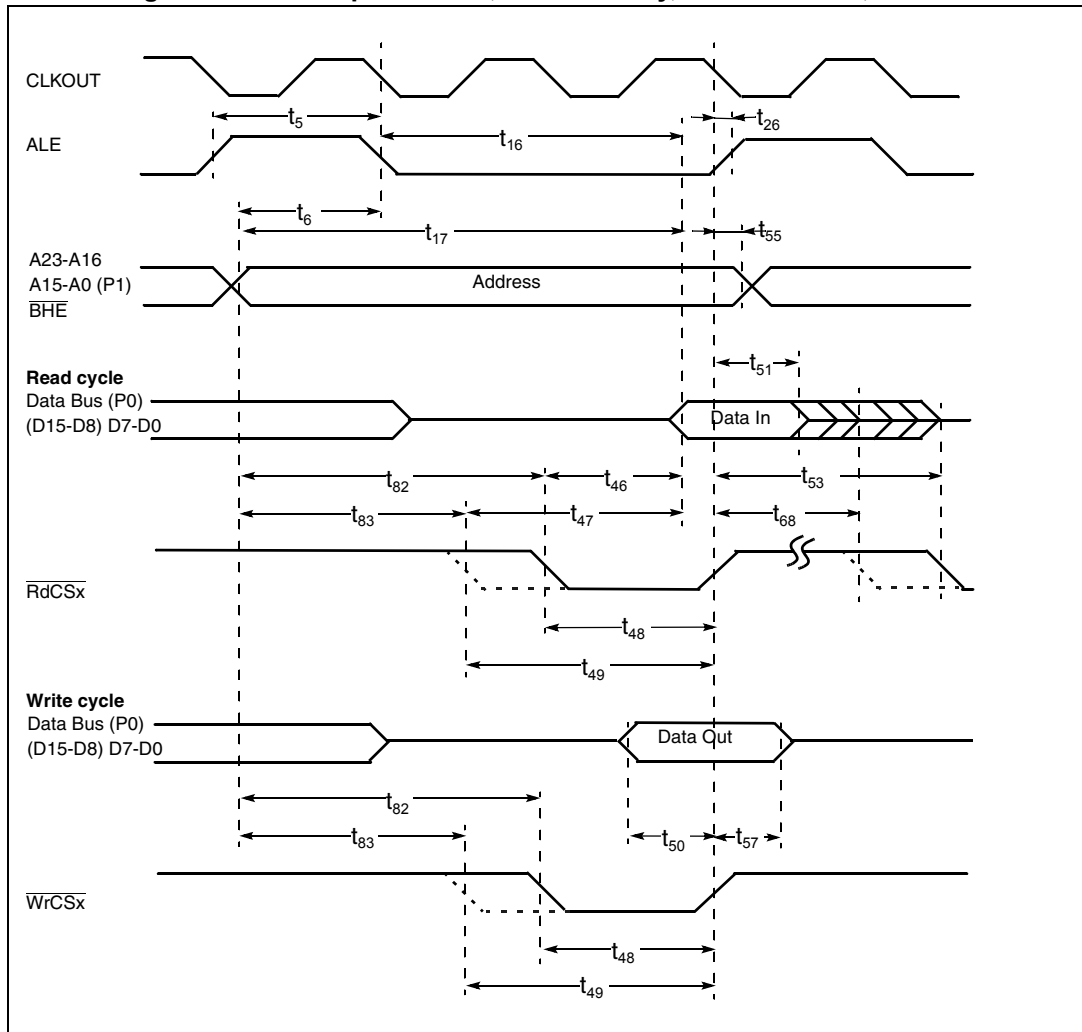 CLKOUT
t5
t26
ALE
t16
t6
t17
t55
A23-A16
A15-A0 (P1)
Address
BHE
t51
Read cycle
Data Bus (P0)
(D15-D8) D7-D0
Data In
t82
t46
t53
t83
t47
t68
RdCSx
t48
t49
Write cycle
Data Bus (P0)
(D15-D8) D7-D0
Data Out
t82
t83
t50
t57
WrCSx
t48
t49